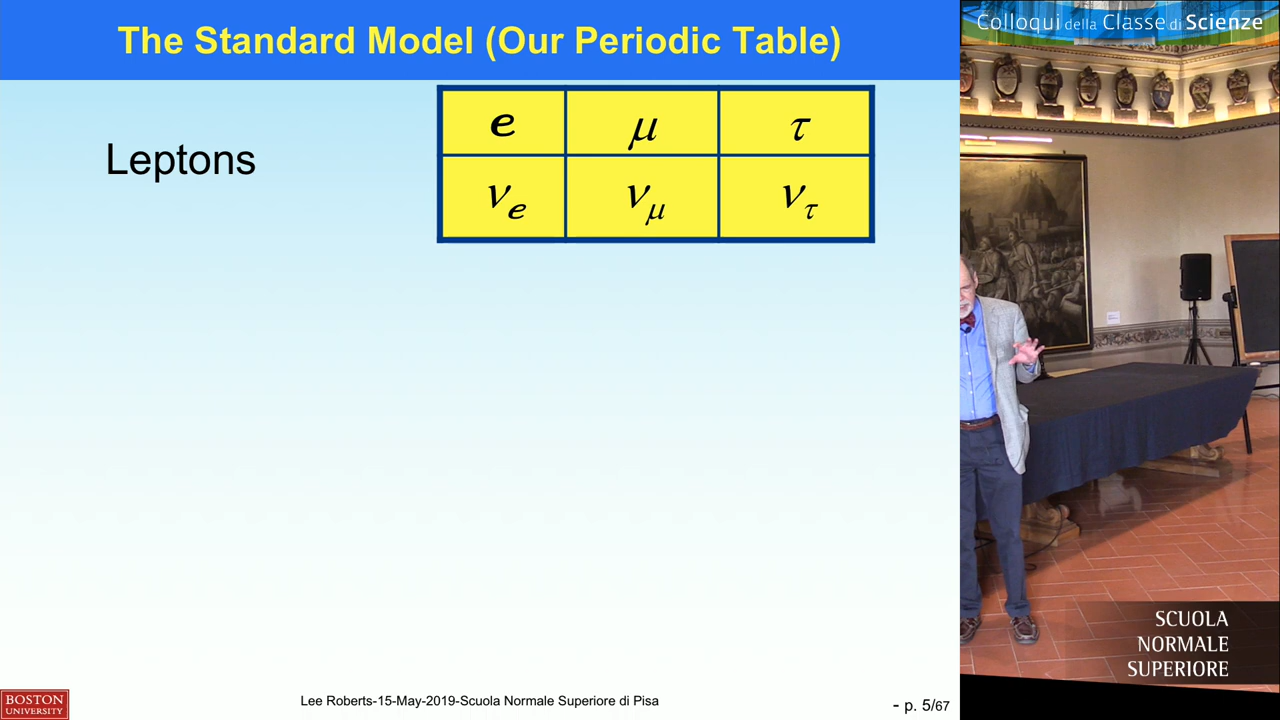 The Standard Model (Our Periodic Table)
Leptons
e μ τ
νe νμ ντ
BOSTON
UNIVERSITY
Lee Roberts-15-May-2019-Scuola Normale Superiore di Pisa
- p. 5/67
Colloqui della Classe di Scienze
SCUOLA
NORMALE
SUPERIORE